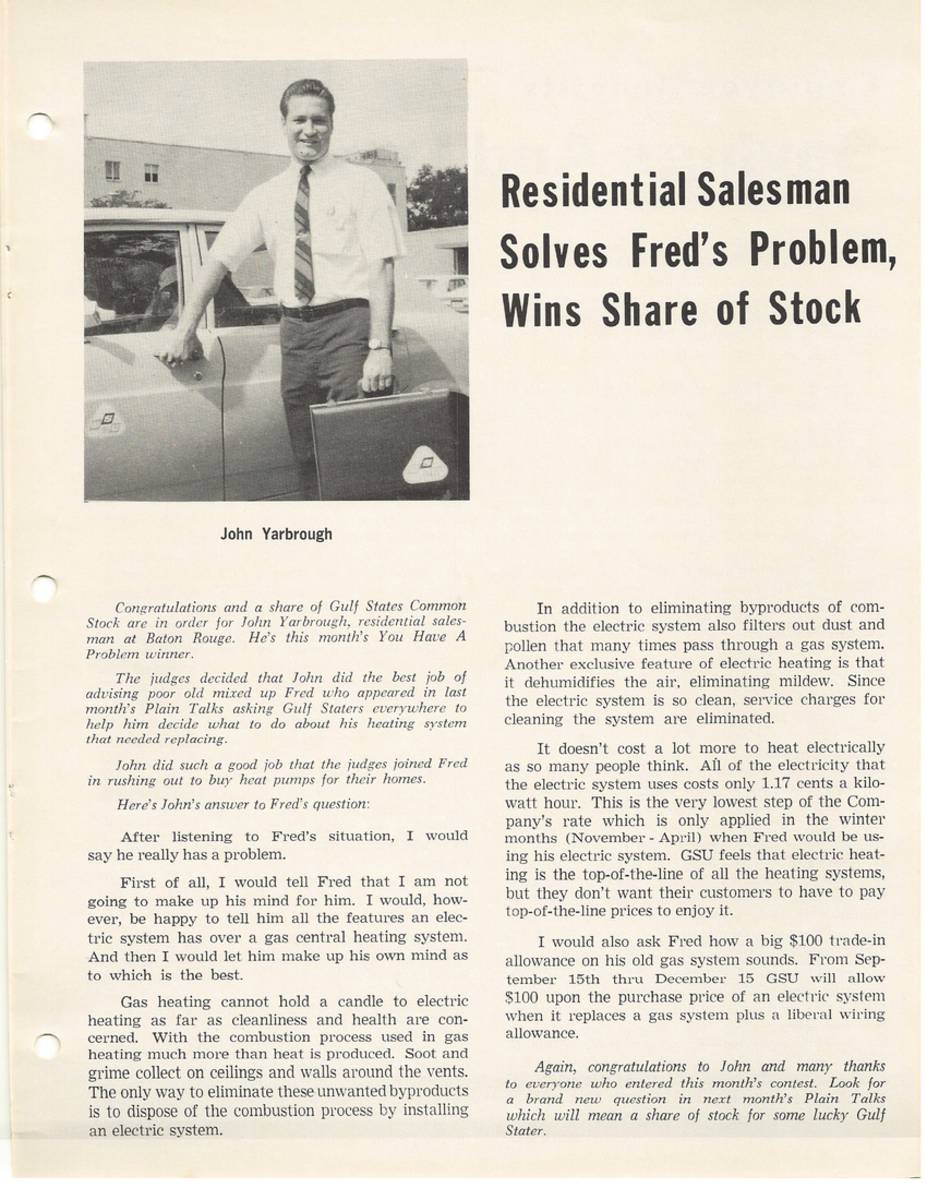 Residential Salesman
Solves Fred's Problem,
Wins Share of Stock
John Yarbrough
Congratulations and a share of Gulf States Common
Stock are in order for John Yarbrough, residential sales-
man at Baton Rouge. He's this month's You Have A
Problem winner.
The judges decided that John did the best job of
advising poor old mixed up Fred who appeared in last
month's Plain Talks asking Gulf Staters everywhere to
help him decide what to do about his heating system
that needed replacing.
John did such a good job that the judges joined Fred
in rushing out to buy heat pumps for their homes.
Here's John's answer to Fred's question:
After listening to Fred's situation, I would
say he really has a problem.
First of all, I would tell Fred that I am not
going to make up his mind for him. I would, how-
ever, be happy to tell him all the features an elec-
tric system has over a gas central heating system.
And then I would let him make up his own mind as
to which is the best.
Gas heating cannot hold a candle to electric
heating as far as cleanliness and health are con-
cerned. With the combustion process used in gas
heating much more than heat is produced. Soot and
grime collect on ceilings and walls around the vents.
The only way to eliminate these unwanted byproducts
is to dispose of the combustion process by installing
an electric system.
In addition to eliminating byproducts of com-
bustion the electric system also filters out dust and
pollen that many times pass through a gas system.
Another exclusive feature of electric heating is that
it dehumidifies the air, eliminating mildew. Since
the electric system is so clean, service charges for
cleaning the system are eliminated.
It doesn't cost a lot more to heat electrically
as so many people think. All of the electricity that
the electric system uses costs only 1.17 cents a kilo-
watt hour. This is the very lowest step of the Com-
pany's rate which is only applied in the winter
months (November - April) when Fred would be us-
ing his electric system. GSU feels that electric heat-
ing is the top-of-the-line of all the heating systems,
but they don't want their customers to have to pay
top-of-the-line prices to enjoy it.
I would also ask Fred how a big $100 trade-in
allowance on his old gas system sounds. From Sep-
tember 15th thru December 15 GSU will allow
$100 upon the purchase price of an electric system
when it replaces a gas system plus a liberal wiring
allowance.
Again, congratulations to John and many thanks
to everyone who entered this month's contest. Look for
a brand new question in next month's Plain Talks
which will mean a share of stock for some lucky Gulf
Stater.